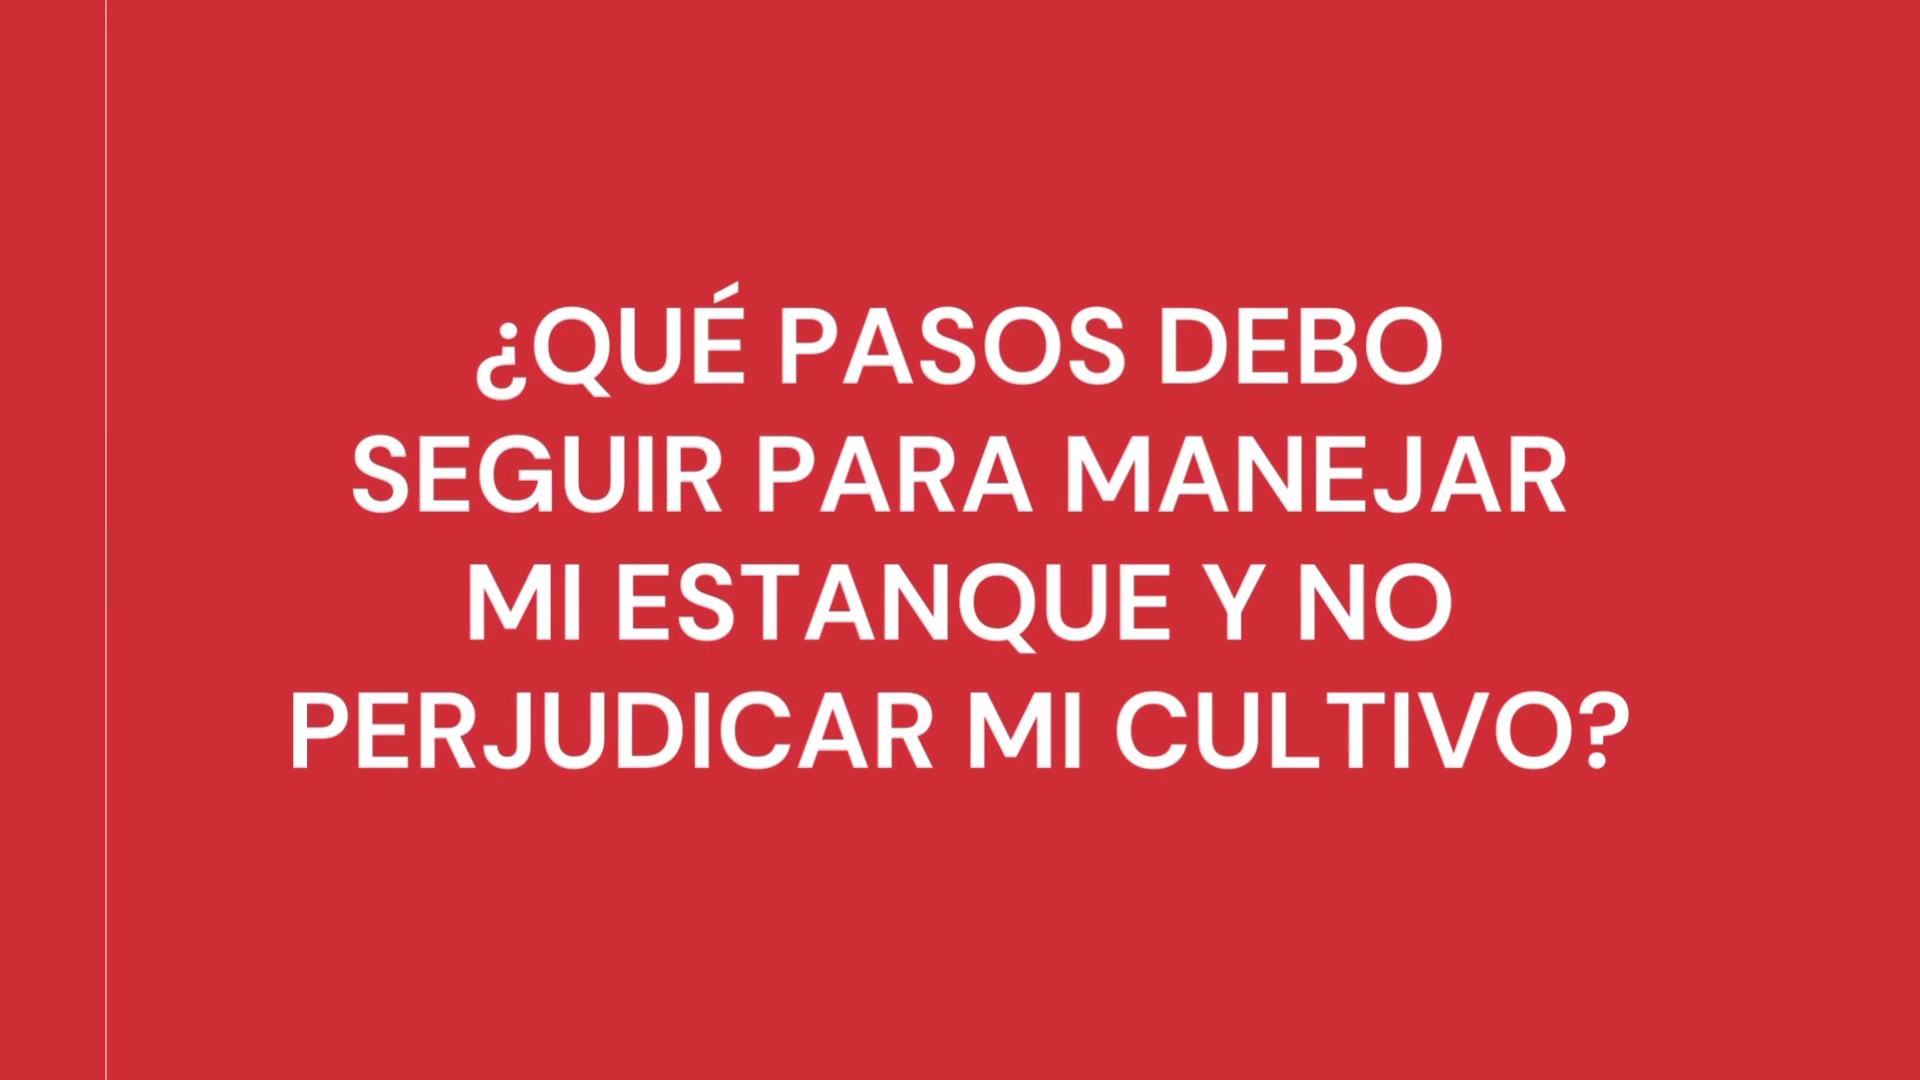 ¿QUÉ PASOS DEBO
SEGUIR PARA MANEJAR
MI ESTANQUE Y NO
PERJUDICAR MI CULTIVO?